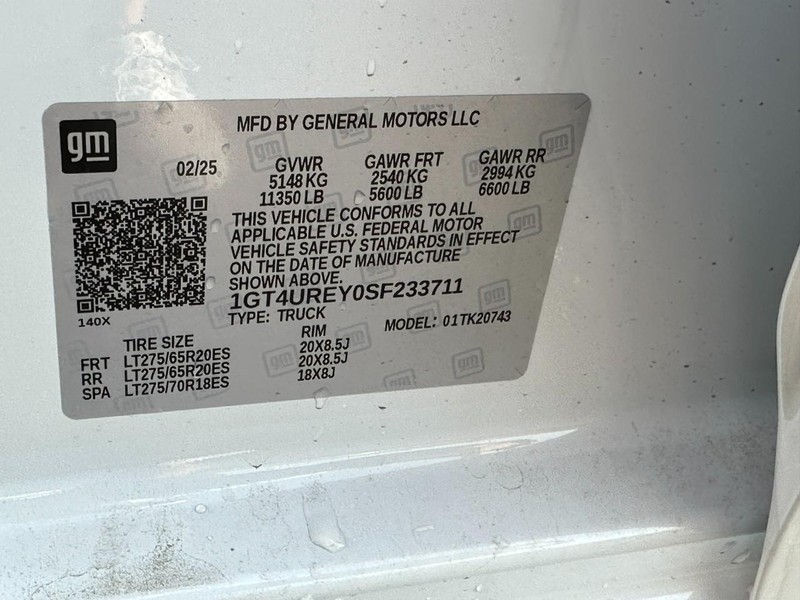 gm
MFD BY GENERAL MOTORS LLC
02/25 GVWR GAWR FRT GAWR RR
5148 KG 2540 KG 2994 KG
11350 LB 5600 LB 6600 LB
THIS VEHICLE CONFORMS TO ALL
APPLICABLE U.S. FEDERAL MOTOR
VEHICLE SAFETY STANDARDS IN EFFECT
ON THE DATE OF MANUFACTURE
SHOWN ABOVE.
1GT4UREY0SF233711
140X
TYPE: TRUCK MODEL: 01TK20743
TIRE SIZE RIM
FRT LT275/65R20ES 20X8.5J
RR LT275/65R20ES 20X8.5J
SPA LT275/70R18ES 18X8J